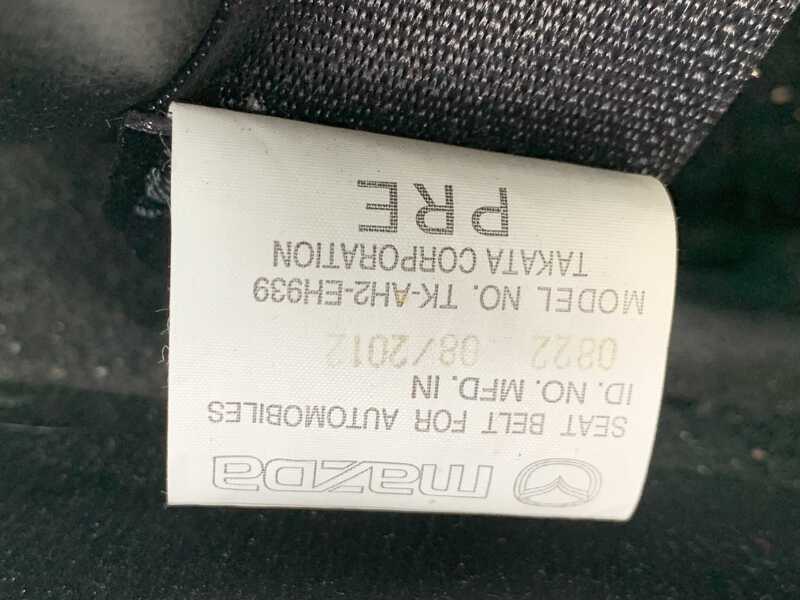 mazda
SEAT BELT FOR AUTOMOBILES
ID. NO. MFD. IN
0822 08/2012
MODEL NO. TK-AH2-EH939
TAKATA CORPORATION
PRE